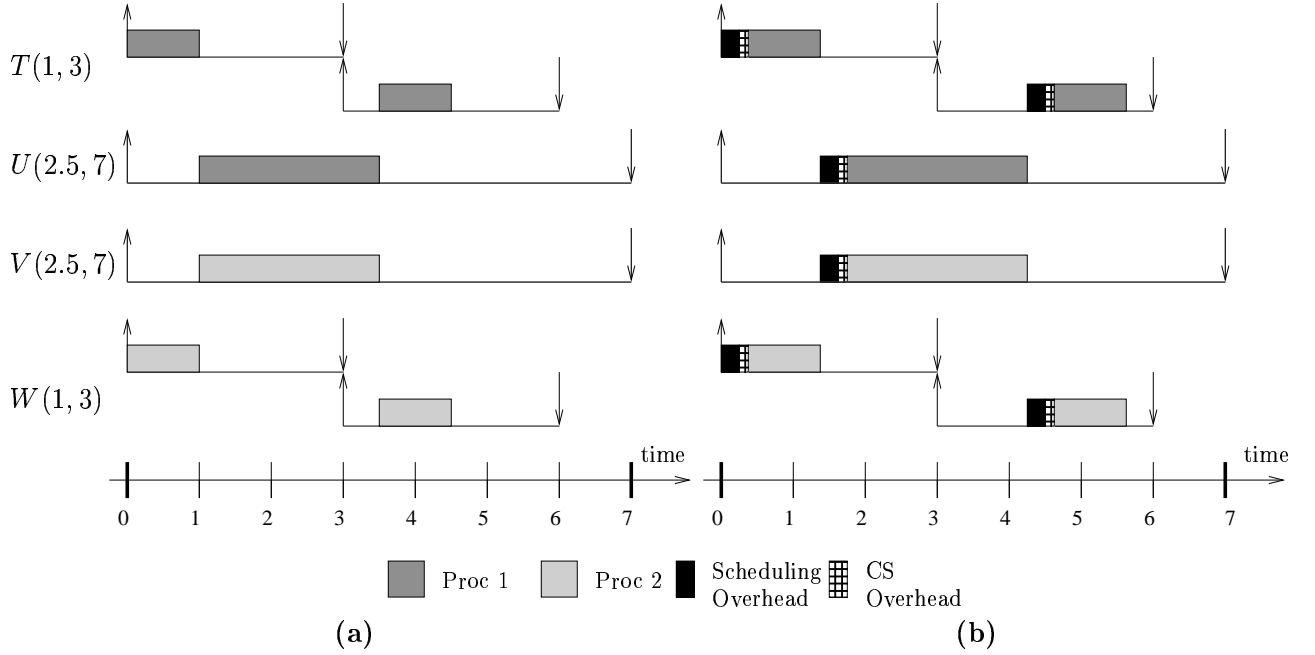 T(1, 3)
U(2.5, 7)
V(2.5, 7)
W(1, 3)
time
0 1 2 3 4 5 6 7
time
0 1 2 3 4 5 6 7
Proc 1
Proc 2
Scheduling
Overhead
CS
Overhead
(a)
(b)